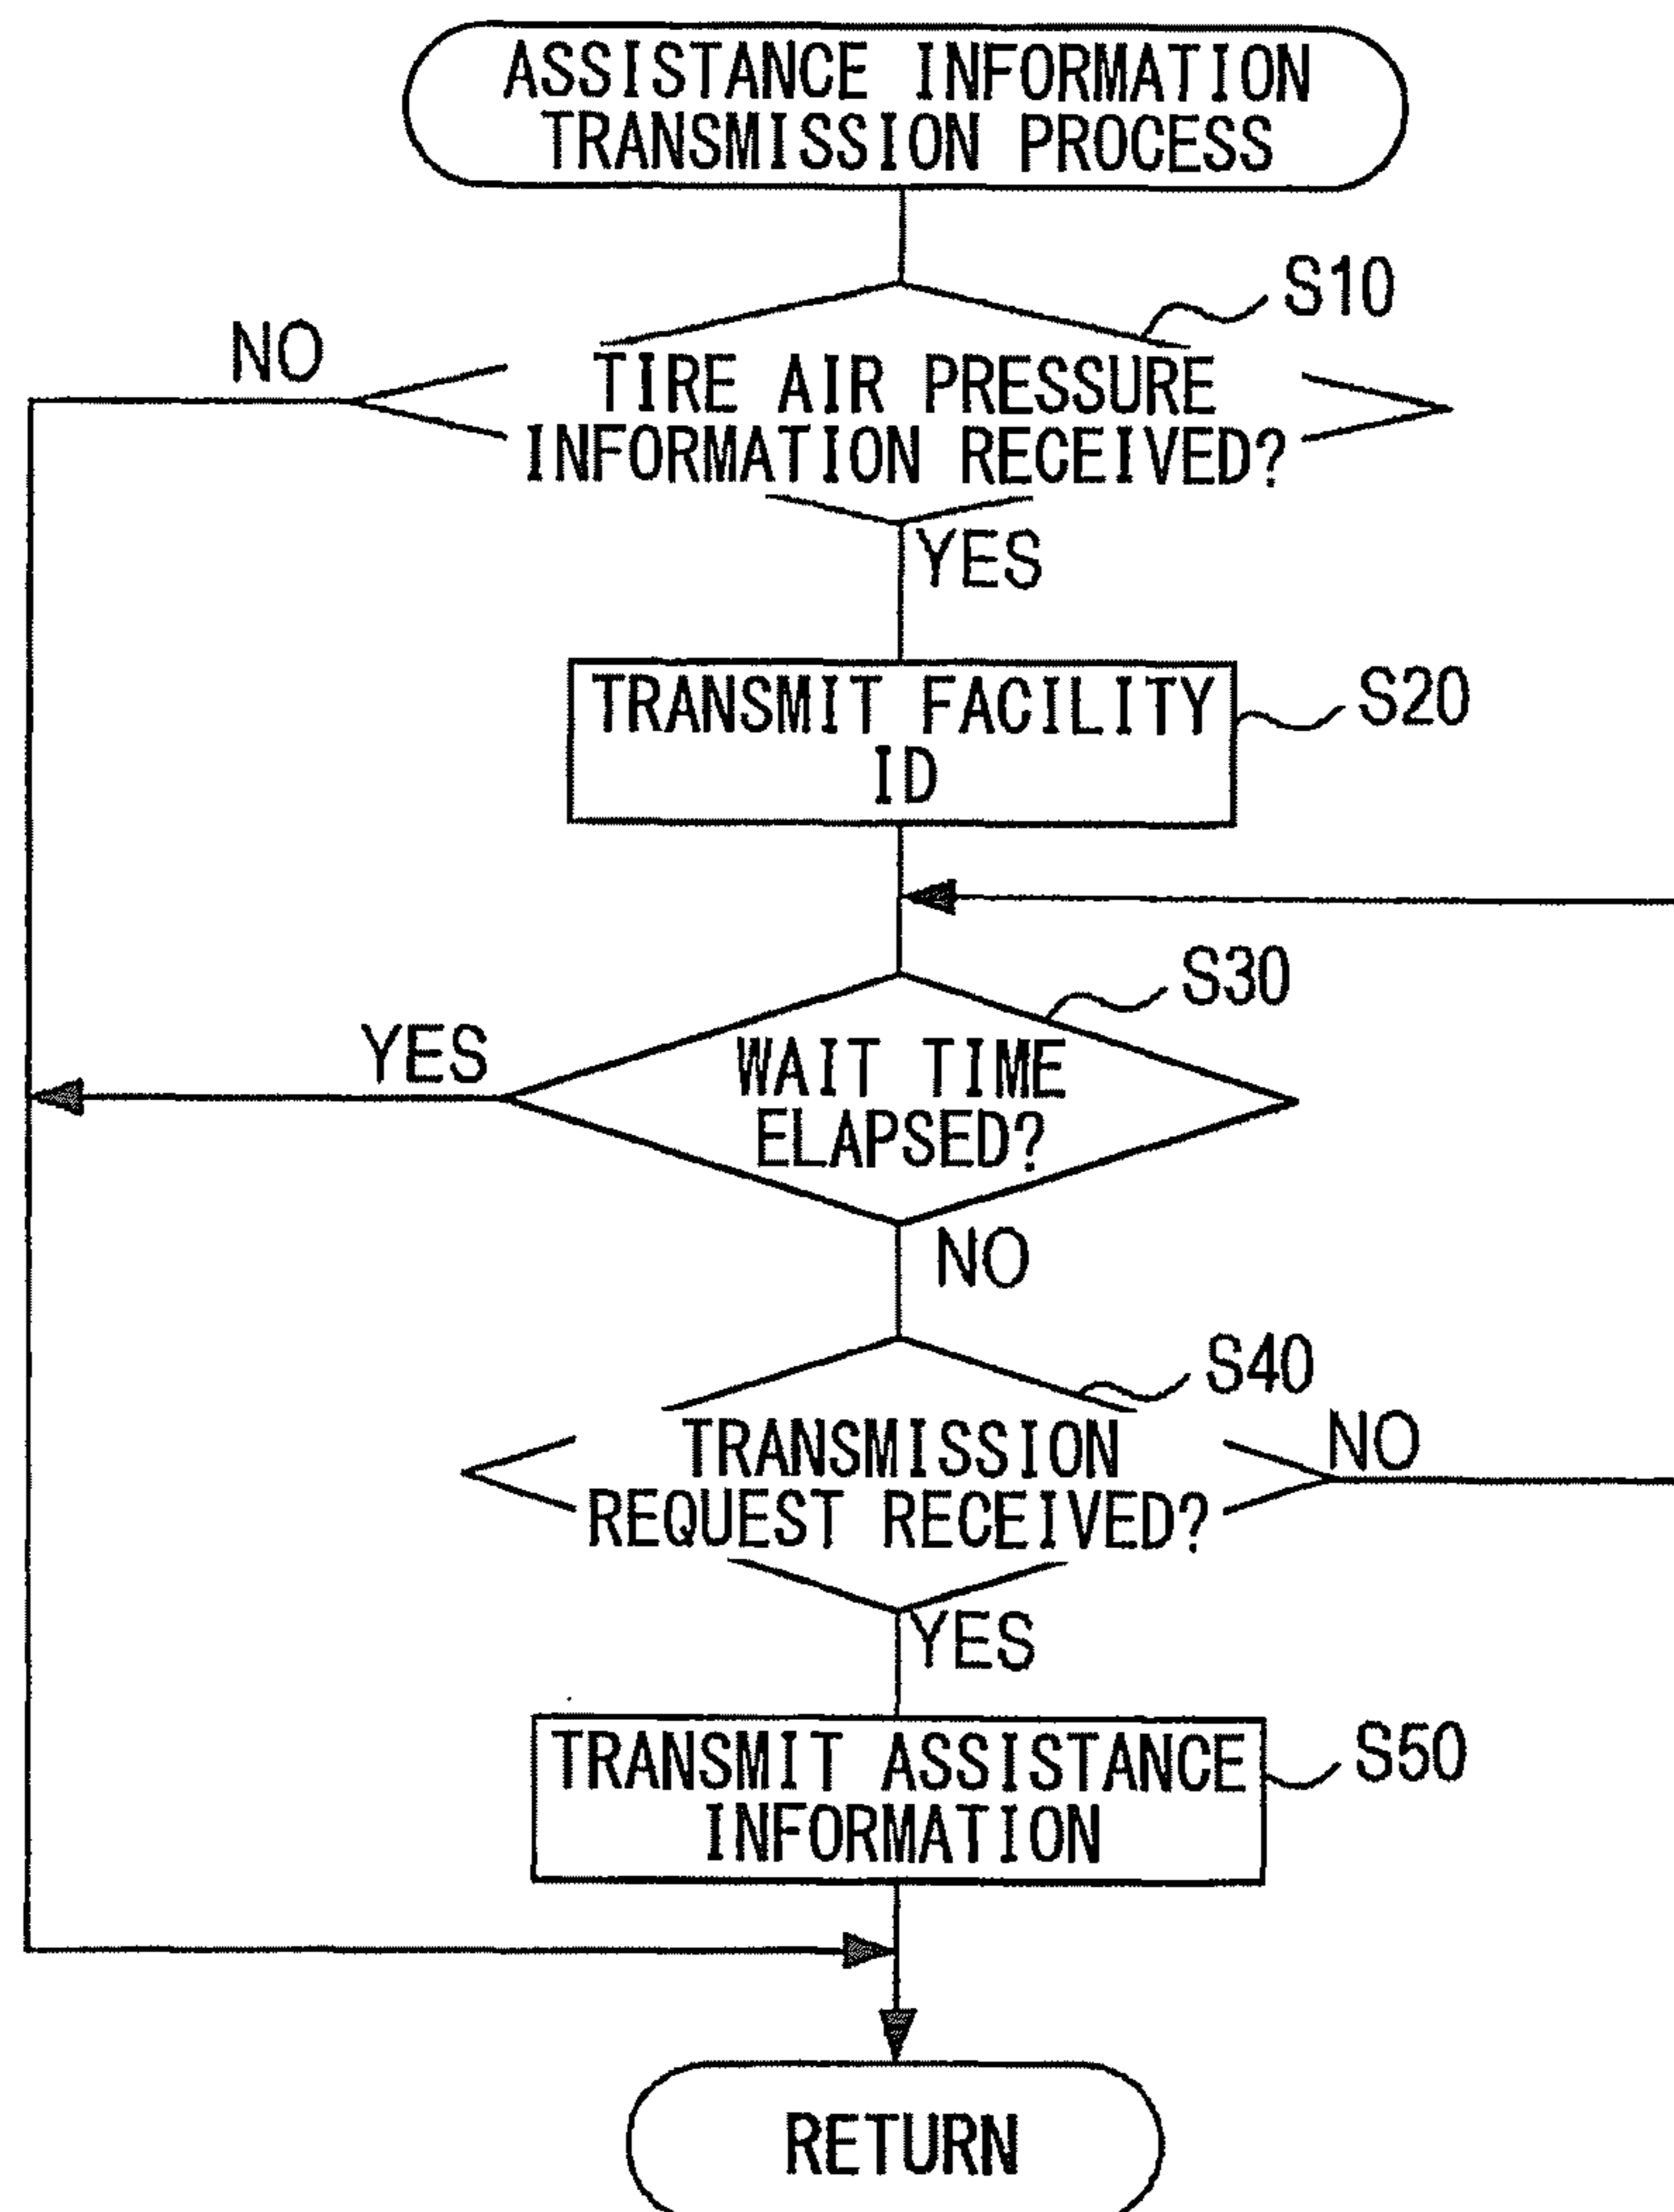 ASSISTANCE INFORMATION
TRANSMISSION PROCESS
S10
NO
TIRE AIR PRESSURE
INFORMATION RECEIVED?
YES
TRANSMIT FACILITY
ID
S20
S30
YES
WAIT TIME
ELAPSED?
NO
S40
TRANSMISSION
REQUEST RECEIVED?
NO
YES
TRANSMIT ASSISTANCE
INFORMATION
S50
RETURN